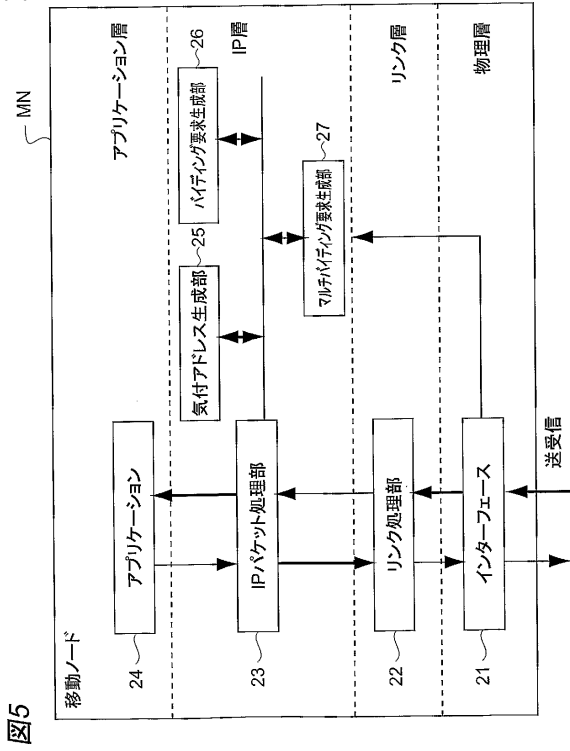 図5
移動ノード
MN
アプリケーション層
24
アプリケーション
IP層
気付アドレス生成部
25
バイディング要求生成部
26
23
IPパケット処理部
マルチバイディング要求生成部
27
リンク層
22
リンク処理部
物理層
21
インターフェース
送受信